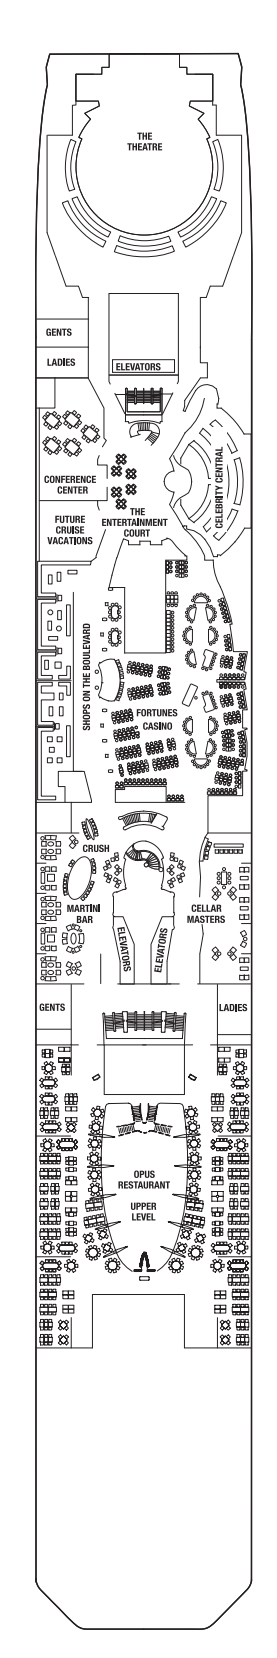 THE
THEATRE
GENTS
LADIES
ELEVATORS
CELEBRITY CENTRAL
CONFERENCE
CENTER
THE
ENTERTAINMENT
COURT
FUTURE
CRUISE
VACATIONS
SHOPS ON THE BOULEVARD
FORTUNES
CASINO
CRUSH
MARTINI
BAR
CELLAR
MASTERS
ELEVATORS
ELEVATORS
GENTS
LADIES
OPUS
RESTAURANT
UPPER
LEVEL